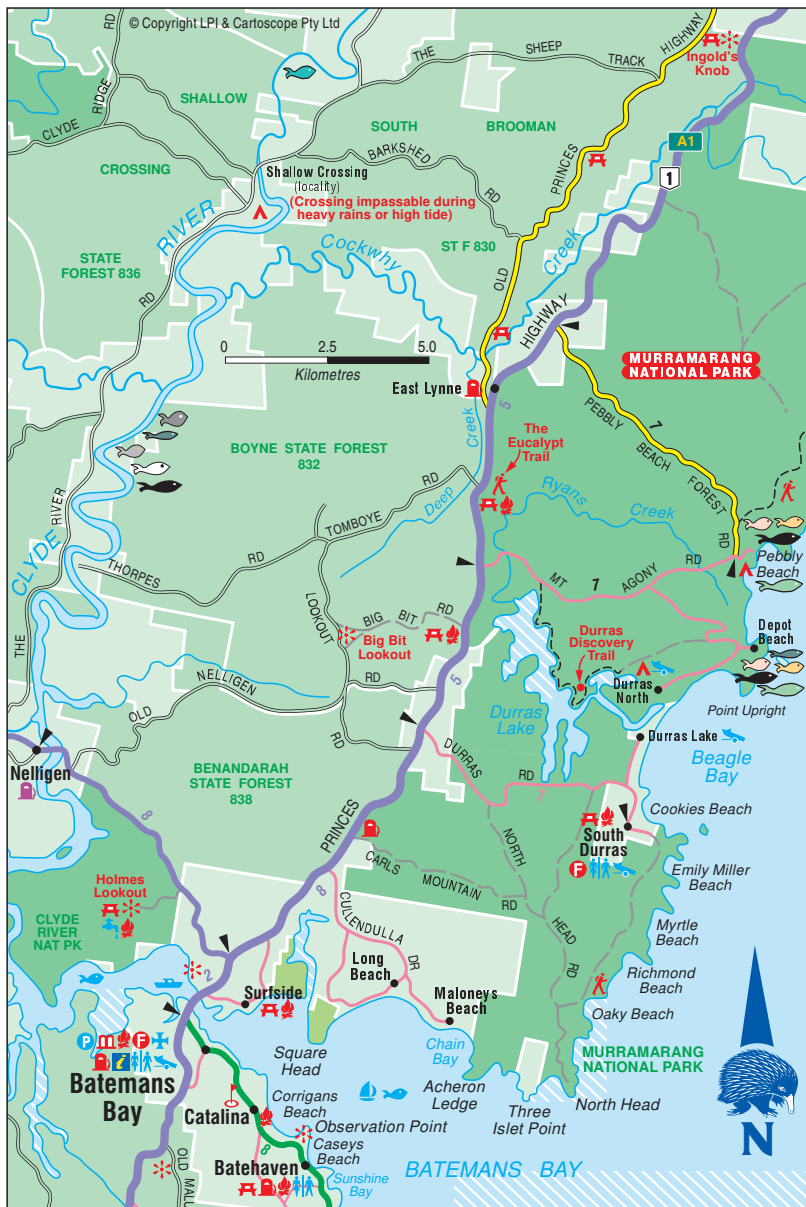 © Copyright LPI & Cartoscope Pty Ltd
RD
THE SHEEP TRACK
HIGHWAY
Ingold's
Knob
CLYDE RIDGE
RD
SHALLOW
CROSSING
STATE
FOREST 836
SOUTH BROOMAN
ST F 830
A1
1
BARKSHED
RD
Shallow Crossing
(locality)
(Crossing impassable during
heavy rains or high tide)
OLD PRINCES
RIVER
Cockwhy
Creek
RD
HIGHWAY
0 2.5 5.0
Kilometres
MURRAMARANG
NATIONAL PARK
East Lynne
5
PEBBLY BEACH FOREST RD
7
BOYNE STATE FOREST
832
Creek
Deep
The
Eucalypt
Trail
Ryans Creek
TOMBOYE RD
THE RIVER
CLYDE
THORPES RD
MT AGONY RD
7
Pebbly
Beach
LOOKOUT
RD
BIG BIT RD
Big Bit
Lookout
Durras
Discovery
Trail
Depot
Beach
Durras
North
Point Upright
OLD NELLIGEN RD
5
Durras
Lake
Durras Lake
Beagle
Bay
Nelligen
BENANDARAH
STATE FOREST
838
DURRAS RD
7
Cookies Beach
South
Durras
F
8
PRINCES
CARLS MOUNTAIN RD
NORTH HEAD RD
Emily Miller
Beach
Holmes
Lookout
8
CLYDE
RIVER
NAT PK
CULLENDULLA
DR
Myrtle
Beach
Long
Beach
Richmond
Beach
2
Surfside
Maloneys
Beach
Oaky Beach
P F
i
Batemans
Bay
Square
Head
Chain
Bay
MURRAMARANG
NATIONAL PARK
Acheron
Ledge
North Head
Three
Islet Point
Corrigans
Beach
Catalina
Observation Point
Caseys
Beach
8
Batehaven
Sunshine
Bay
BATEMANS BAY
OLD MALU
N